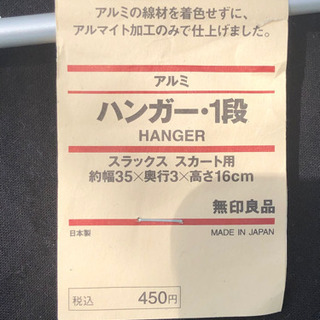 アルミの線材を着色せずに、
アルマイト加工のみで仕上げました。
アルミ
ハンガー・1段
HANGER
スラックス スカート用
約幅35×奥行3×高さ16cm
無印良品
日本製 MADE IN JAPAN
税込 450円